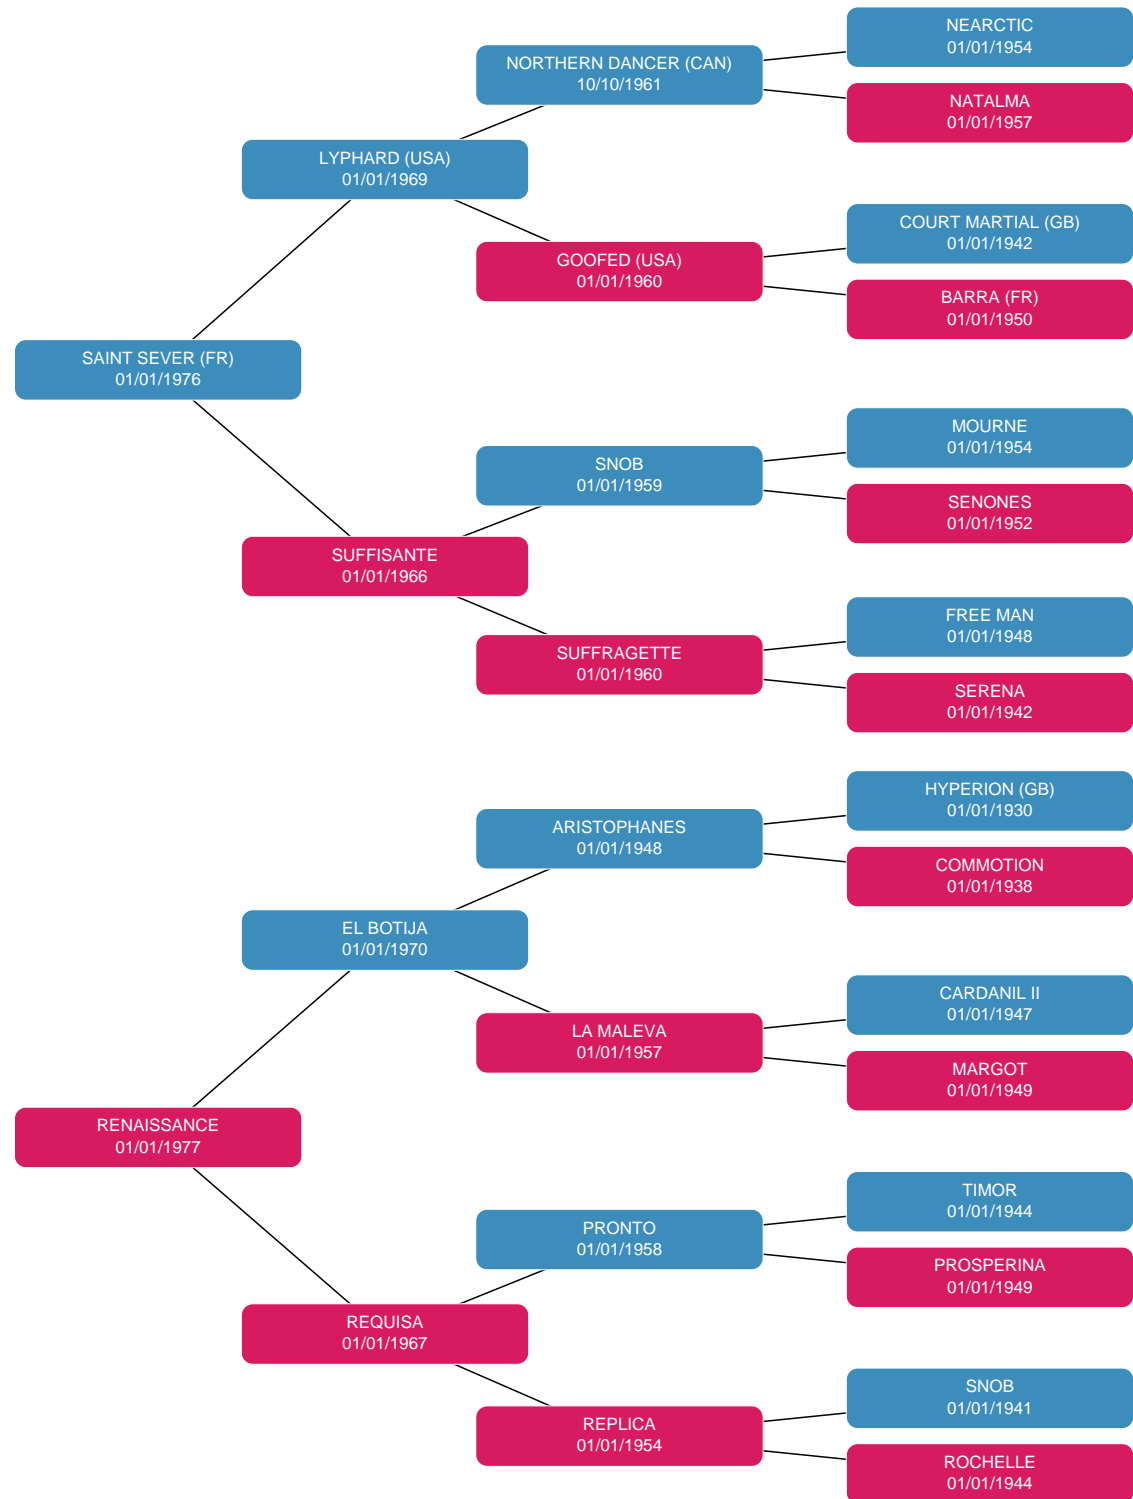 NEARCTIC
01/01/1954
NORTHERN DANCER (CAN)
10/10/1961
NATALMA
01/01/1957
LYPHARD (USA)
01/01/1969
COURT MARTIAL (GB)
01/01/1942
GOOFED (USA)
01/01/1960
BARRA (FR)
01/01/1950
SAINT SEVER (FR)
01/01/1976
MOURNE
01/01/1954
SNOB
01/01/1959
SENONES
01/01/1952
SUFFISANTE
01/01/1966
FREE MAN
01/01/1948
SUFFRAGETTE
01/01/1960
SERENA
01/01/1942
HYPERION (GB)
01/01/1930
ARISTOPHANES
01/01/1948
COMMOTION
01/01/1938
EL BOTIJA
01/01/1970
CARDANIL II
01/01/1947
LA MALEVA
01/01/1957
MARGOT
01/01/1949
RENAISSANCE
01/01/1977
TIMOR
01/01/1944
PRONTO
01/01/1958
PROSPERINA
01/01/1949
REQUISA
01/01/1967
SNOB
01/01/1941
REPLICA
01/01/1954
ROCHELLE
01/01/1944